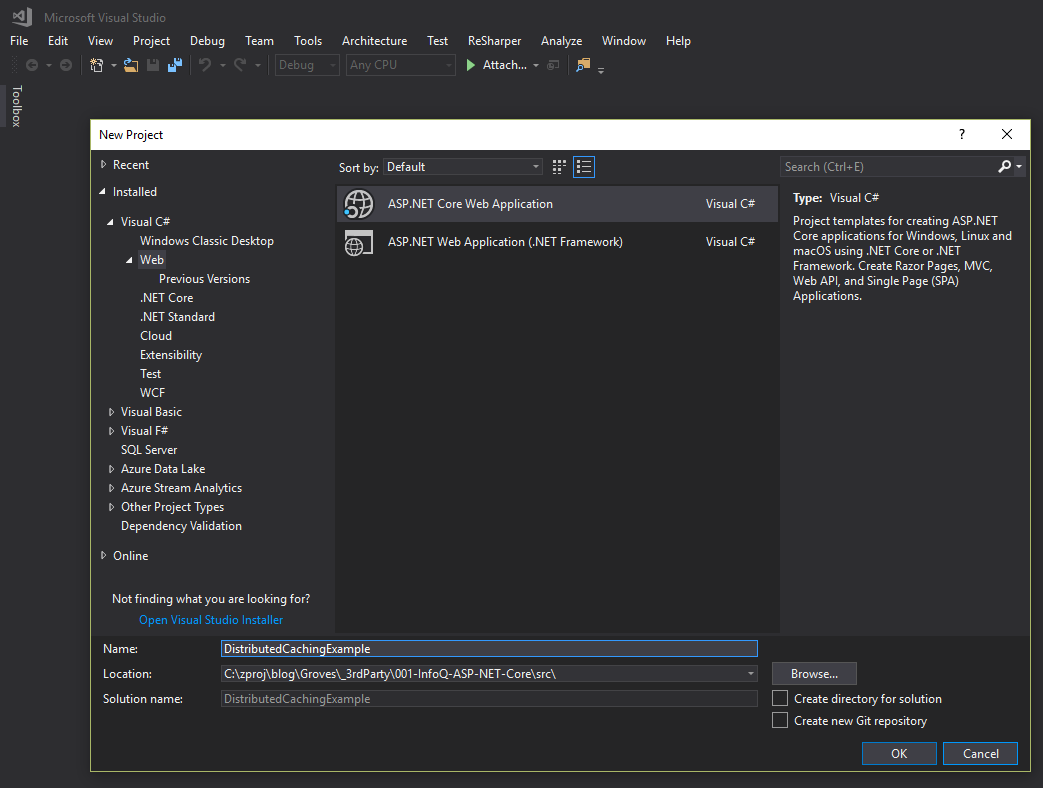 Microsoft Visual Studio
File Edit View Project Debug Team Tools Architecture Test ReSharper Analyze Window Help
Debug Any CPU Attach...
Toolbox
New Project ?
Recent
Installed
Visual C#
Windows Classic Desktop
Web
Previous Versions
.NET Core
.NET Standard
Cloud
Extensibility
Test
WCF
Visual Basic
Visual F#
SQL Server
Azure Data Lake
Azure Stream Analytics
Other Project Types
Dependency Validation
Online
Not finding what you are looking for?
Open Visual Studio Installer
Sort by: Default
ASP.NET Core Web Application Visual C#
ASP.NET Web Application (.NET Framework) Visual C#
Search (Ctrl+E)
Type: Visual C#
Project templates for creating ASP.NET
Core applications for Windows, Linux and
macOS using .NET Core or .NET
Framework. Create Razor Pages, MVC,
Web API, and Single Page (SPA)
Applications.
Name: DistributedCachingExample
Location: C:\zproj\blog\Groves\_3rdParty\001-InfoQ-ASP-NET-Core\src\ Browse...
Solution name: DistributedCachingExample Create directory for solution
Create new Git repository
OK Cancel